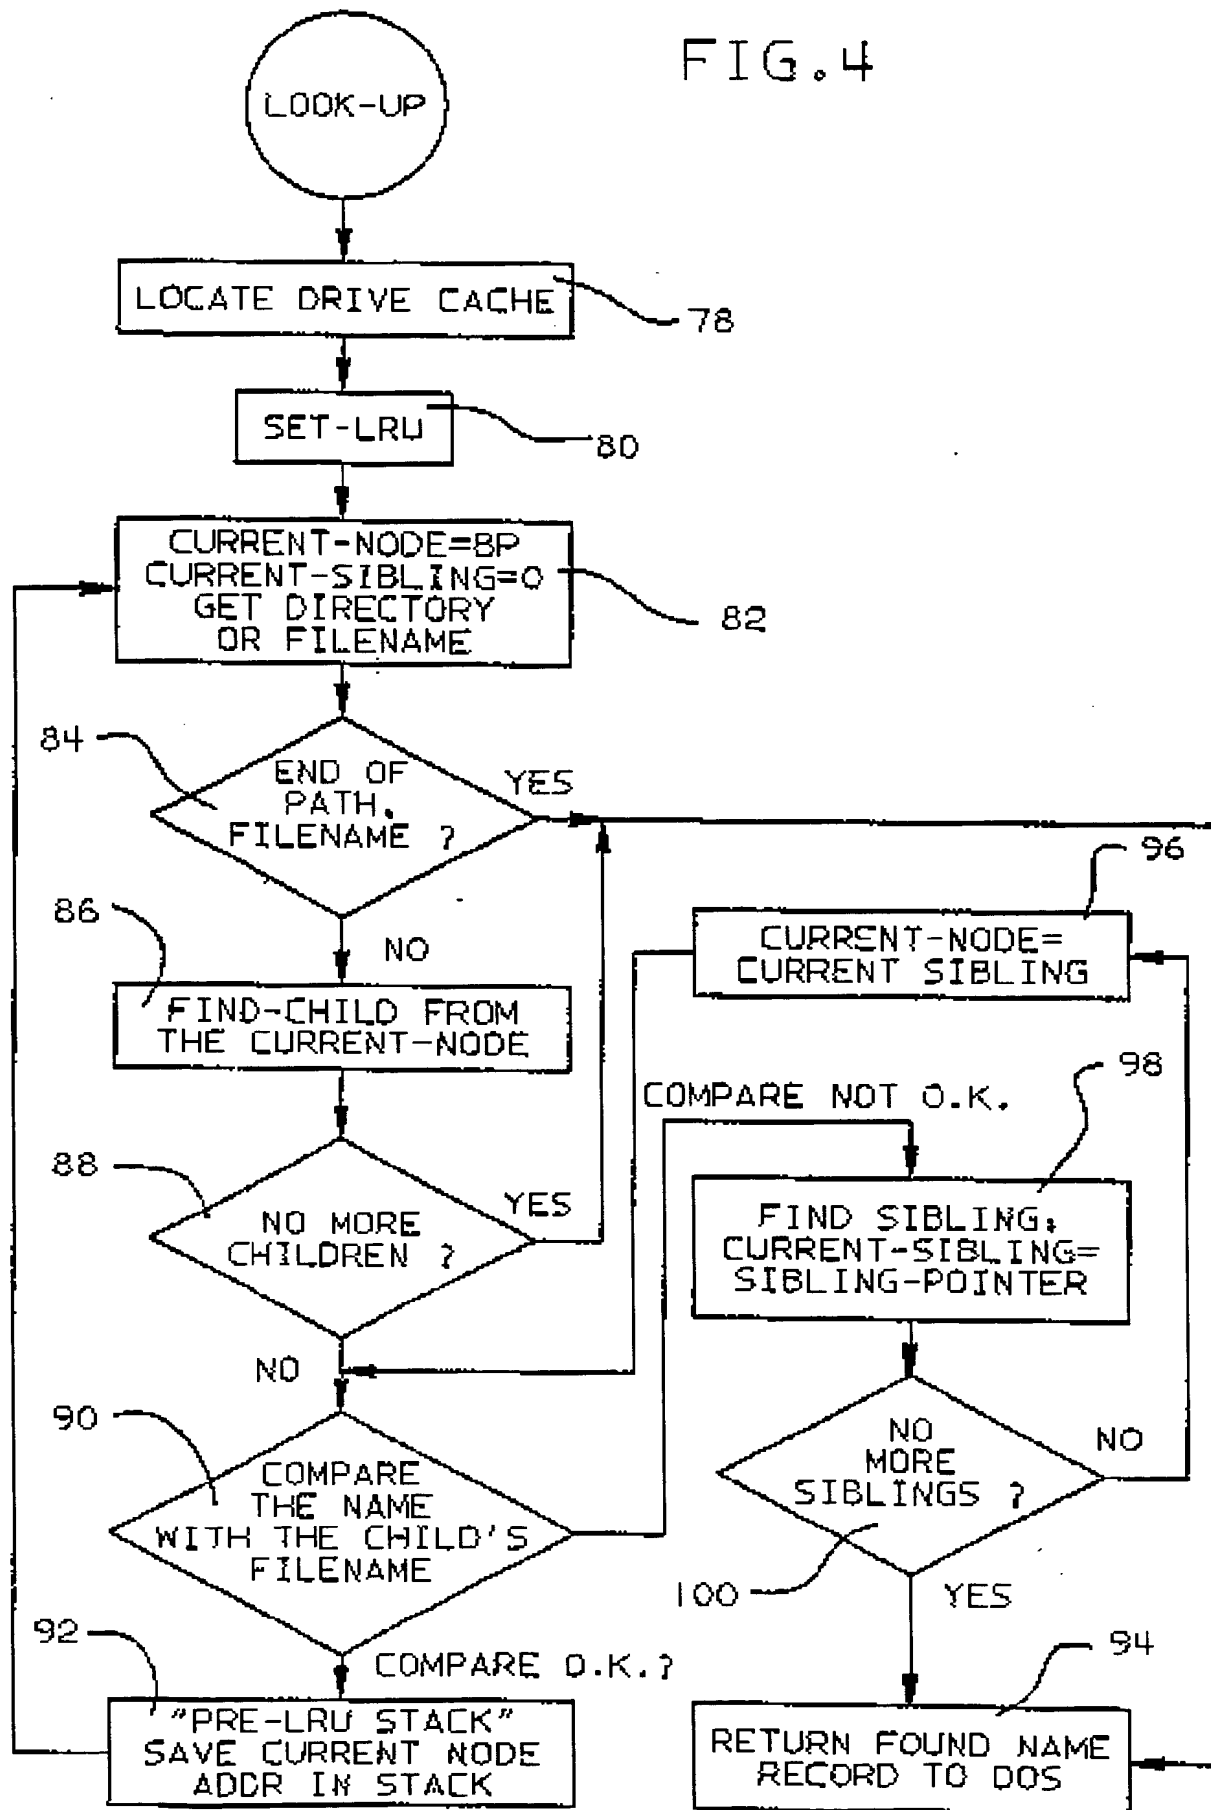 FIG.4
LOOK-UP
LOCATE DRIVE CACHE
78
SET-LRU
80
CURRENT-NODE=BP
CURRENT-SIBLING=0
GET DIRECTORY
OR FILENAME
82
84
END OF
PATH.
FILENAME ?
YES
NO
86
FIND-CHILD FROM
THE CURRENT-NODE
88
NO MORE
CHILDREN ?
YES
NO
90
COMPARE
THE NAME
WITH THE CHILD'S
FILENAME
COMPARE O.K.?
92
"PRE-LRU STACK"
SAVE CURRENT NODE
ADDR IN STACK
96
CURRENT-NODE=
CURRENT SIBLING
COMPARE NOT O.K.
98
FIND SIBLING;
CURRENT-SIBLING=
SIBLING-POINTER
NO
MORE
SIBLINGS ?
NO
100
YES
94
RETURN FOUND NAME
RECORD TO DOS